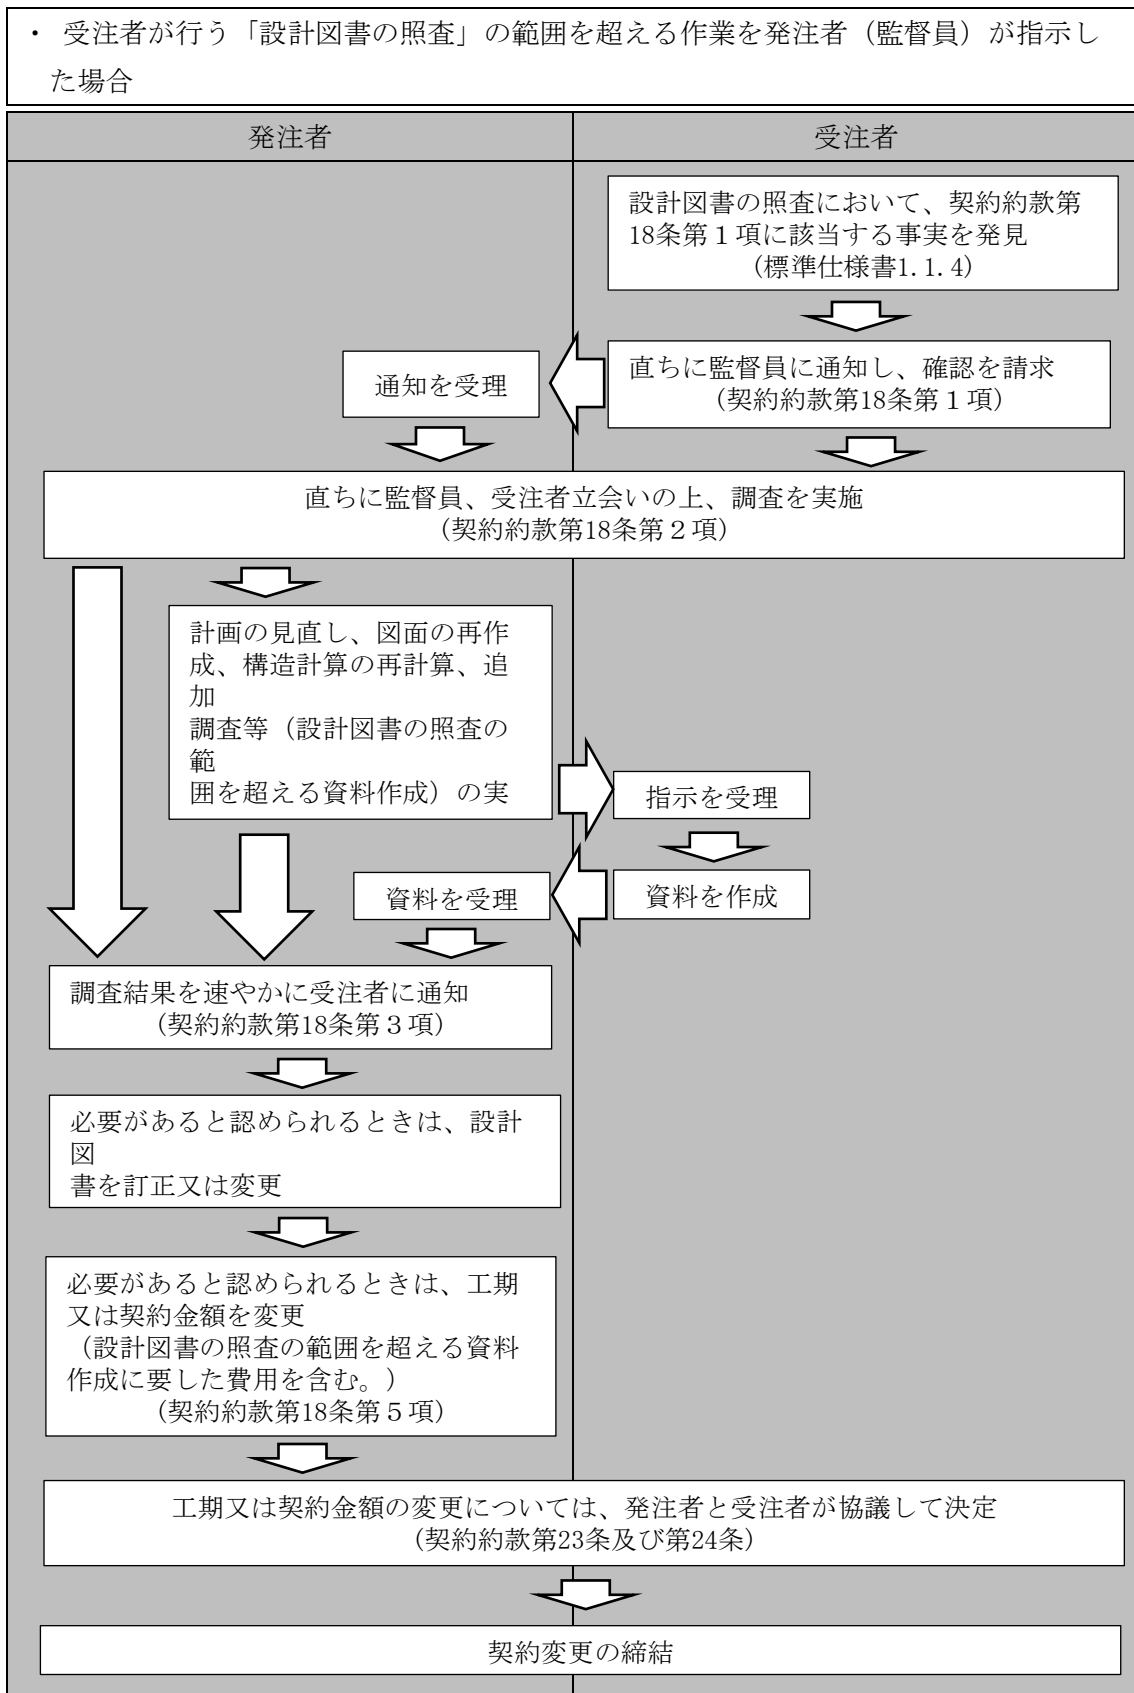 ・ 受注者が行う「設計図書の照査」の範囲を超える作業を発注者（監督員）が指示し
た場合
発注者
受注者
設計図書の照査において、契約約款第
18条第１項に該当する事実を発見
（標準仕様書1.1.4）
直ちに監督員に通知し、確認を請求
（契約約款第18条第１項）
通知を受理
直ちに監督員、受注者立会いの上、調査を実施
（契約約款第18条第２項）
計画の見直し、図面の再作
成、構造計算の再計算、追
加
調査等（設計図書の照査の
範
囲を超える資料作成）の実
指示を受理
資料を作成
資料を受理
調査結果を速やかに受注者に通知
（契約約款第18条第３項）
必要があると認められるときは、設計
図
書を訂正又は変更
必要があると認められるときは、工期
又は契約金額を変更
（設計図書の照査の範囲を超える資料
作成に要した費用を含む。）
（契約約款第18条第５項）
工期又は契約金額の変更については、発注者と受注者が協議して決定
（契約約款第23条及び第24条）
契約変更の締結